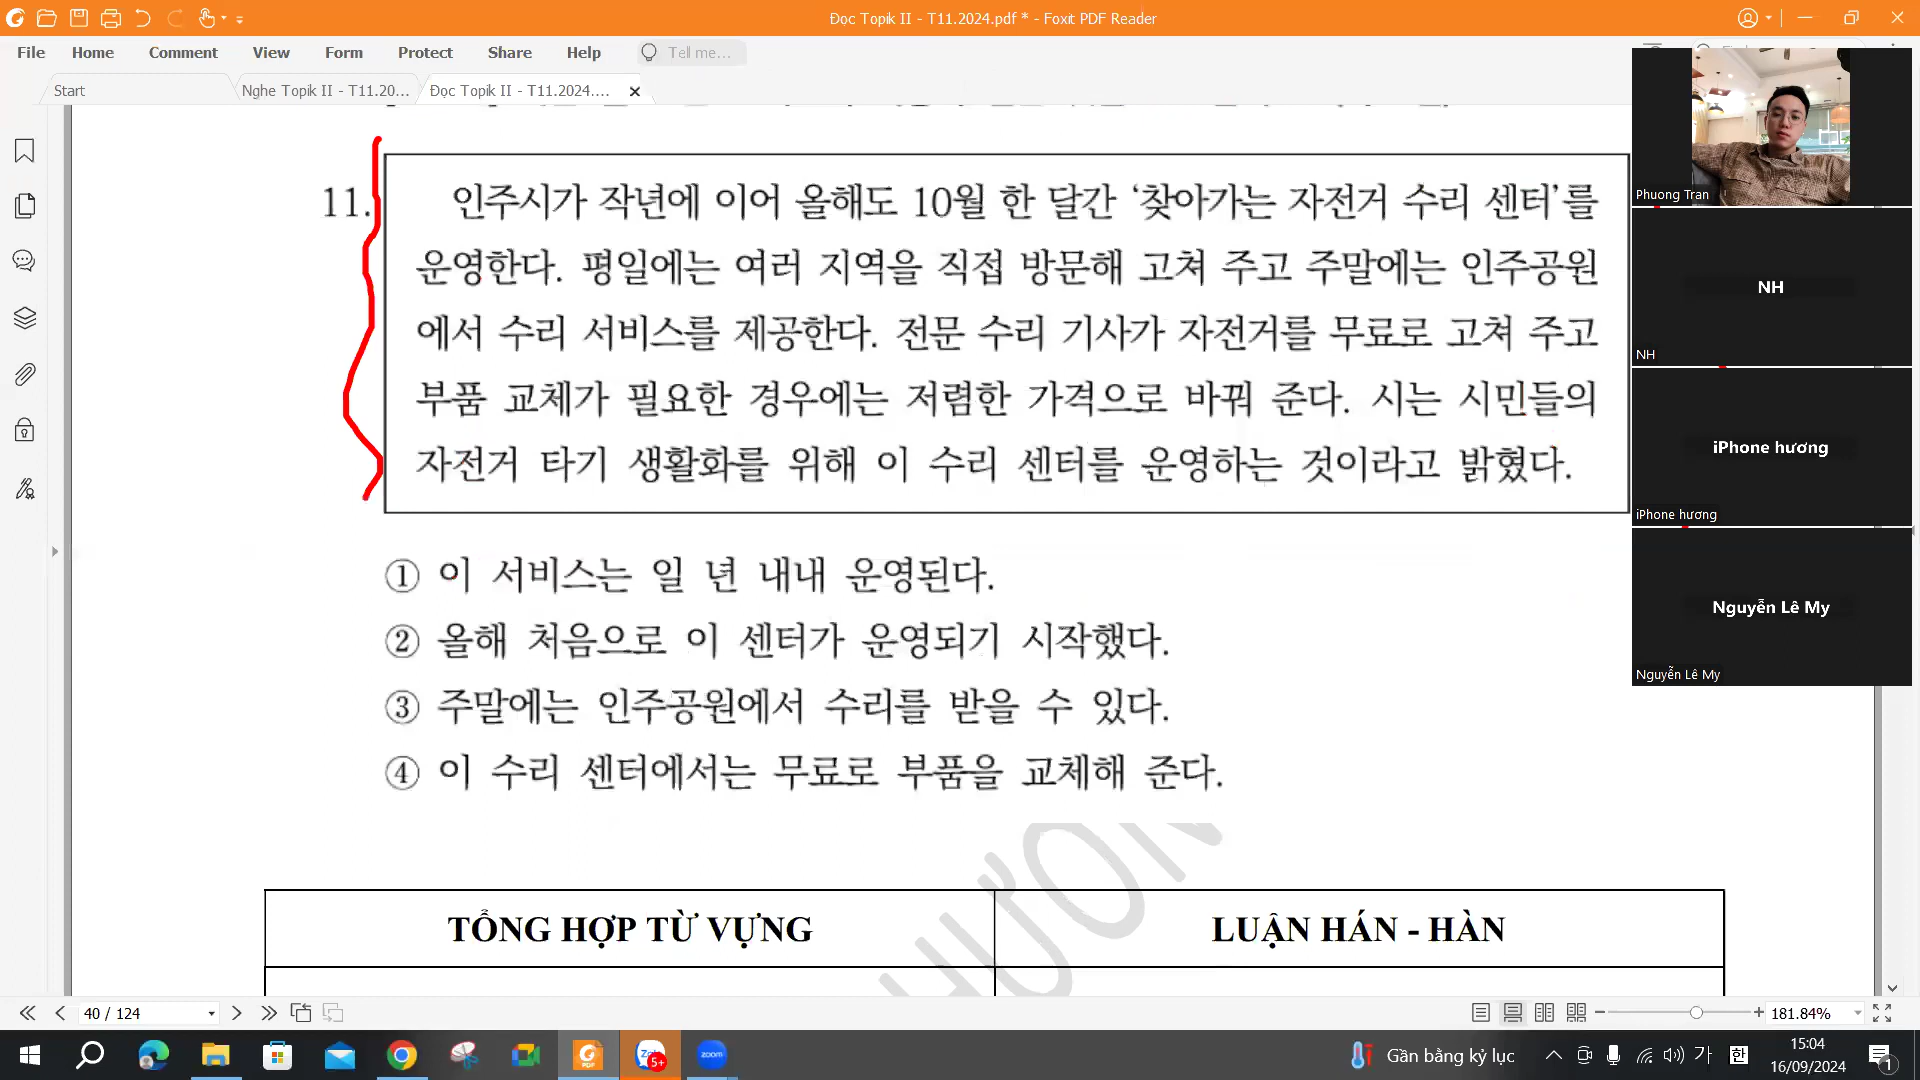 Đọc Topik II - T11.2024.pdf * - Foxit PDF Reader
File Home Comment View Form Protect Share Help Tell me...
Start
Nghe Topik II - T11.20...
Đọc Topik II - T11.2024....
11.
인주시가 작년에 이어 올해도 10월 한 달간 ‘찾아가는 자전거 수리 센터’를
운영한다. 평일에는 여러 지역을 직접 방문해 고쳐 주고 주말에는 인주공원
에서 수리 서비스를 제공한다. 전문 수리 기사가 자전거를 무료로 고쳐 주고
부품 교체가 필요한 경우에는 저렴한 가격으로 바꿔 준다. 시는 시민들의
자전거 타기 생활화를 위해 이 수리 센터를 운영하는 것이라고 밝혔다.
① 이 서비스는 일 년 내내 운영된다.
② 올해 처음으로 이 센터가 운영되기 시작했다.
③ 주말에는 인주공원에서 수리를 받을 수 있다.
④ 이 수리 센터에서는 무료로 부품을 교체해 준다.
TỔNG HỢP TỪ VỰNG
LUẬN HÁN - HÀN
Phuong Tran
NH
NH
iPhone hương
iPhone hương
Nguyễn Lê My
Nguyễn Lê My
40 / 124
181.84%
PDF
5+
zoom
Gần bằng kỷ lục
가
한
15:04
16/09/2024
1